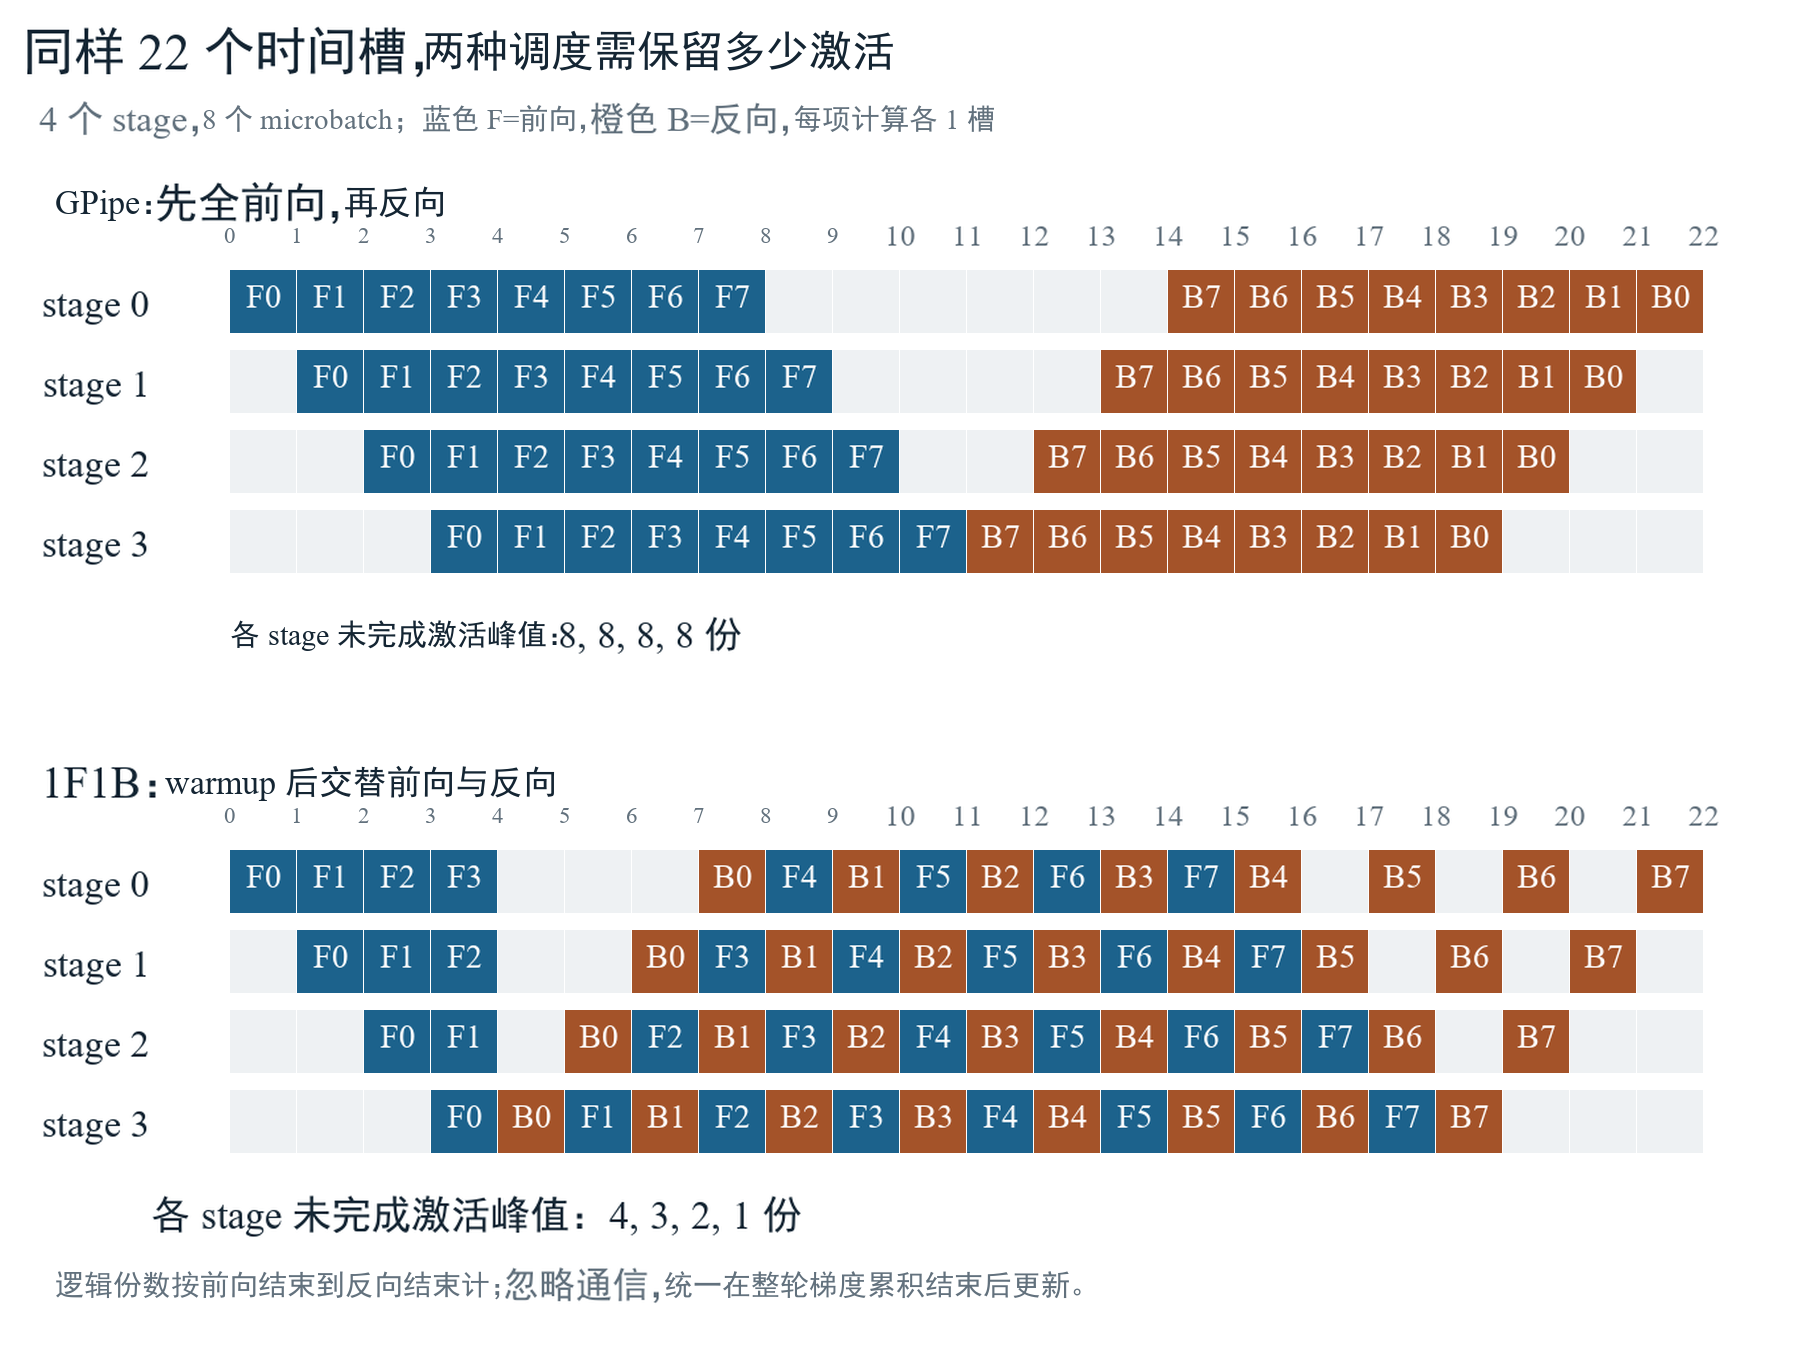 同样 22 个时间槽,两种调度需保留多少激活
4 个 stage,8 个 microbatch；蓝色 F=前向,橙色 B=反向,每项计算各 1 槽
GPipe:先全前向,再反向
0 1 2 3 4 5 6 7 8 9 10 11 12 13 14 15 16 17 18 19 20 21 22
stage 0 F0 F1 F2 F3 F4 F5 F6 F7 B7 B6 B5 B4 B3 B2 B1 B0
stage 1 F0 F1 F2 F3 F4 F5 F6 F7 B7 B6 B5 B4 B3 B2 B1 B0
stage 2 F0 F1 F2 F3 F4 F5 F6 F7 B7 B6 B5 B4 B3 B2 B1 B0
stage 3 F0 F1 F2 F3 F4 F5 F6 F7 B7 B6 B5 B4 B3 B2 B1 B0
各 stage 未完成激活峰值:8, 8, 8, 8 份
1F1B:warmup 后交替前向与反向
0 1 2 3 4 5 6 7 8 9 10 11 12 13 14 15 16 17 18 19 20 21 22
stage 0 F0 F1 F2 F3 B0 F4 B1 F5 B2 F6 B3 F7 B4 B5 B6 B7
stage 1 F0 F1 F2 B0 F3 B1 F4 B2 F5 B3 F6 B4 F7 B5 B6 B7
stage 2 F0 F1 B0 F2 B1 F3 B2 F4 B3 F5 B4 F6 B5 F7 B6 B7
stage 3 F0 B0 F1 B1 F2 B2 F3 B3 F4 B4 F5 B5 F6 B6 F7 B7
各 stage 未完成激活峰值：4, 3, 2, 1 份
逻辑份数按前向结束到反向结束计;忽略通信,统一在整轮梯度累积结束后更新。